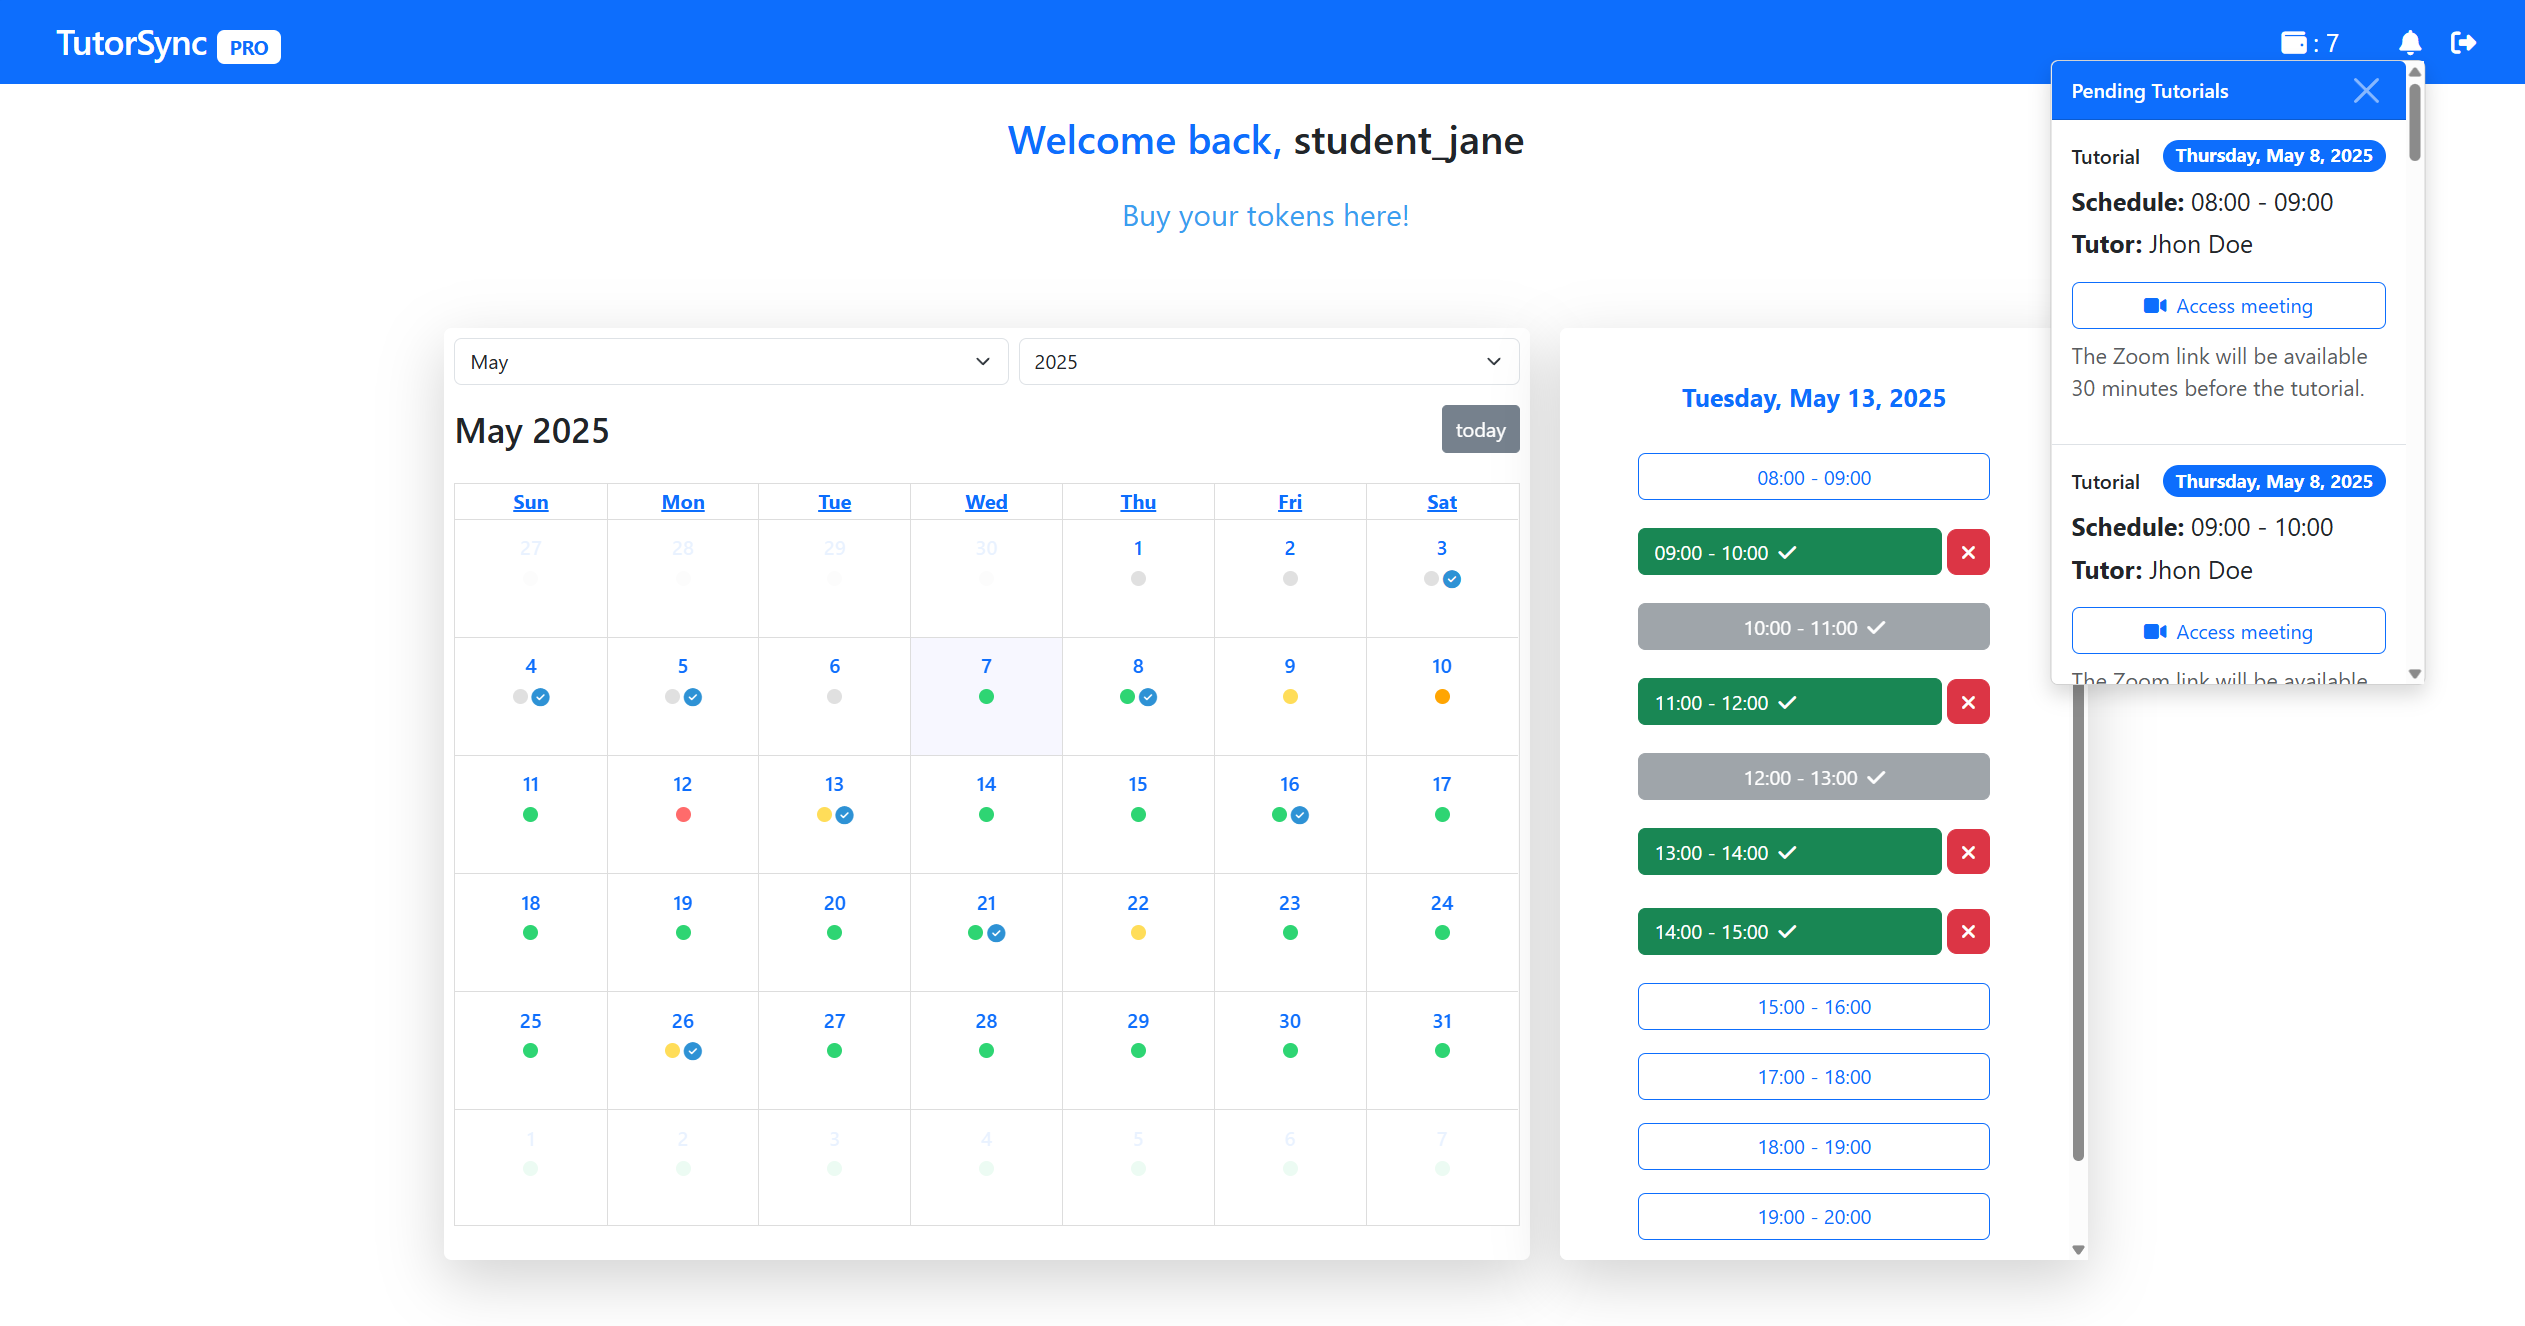 TutorSync PRO
: 7
Welcome back, student_jane
Buy your tokens here!
May
2025
May 2025
today
Sun Mon Tue Wed Thu Fri Sat
27 28 29 30 1 2 3
4 5 6 7 8 9 10
11 12 13 14 15 16 17
18 19 20 21 22 23 24
25 26 27 28 29 30 31
1 2 3 4 5 6 7
Tuesday, May 13, 2025
08:00 - 09:00
09:00 - 10:00
10:00 - 11:00
11:00 - 12:00
12:00 - 13:00
13:00 - 14:00
14:00 - 15:00
15:00 - 16:00
17:00 - 18:00
18:00 - 19:00
19:00 - 20:00
Pending Tutorials
Tutorial Thursday, May 8, 2025
Schedule: 08:00 - 09:00
Tutor: Jhon Doe
Access meeting
The Zoom link will be available
30 minutes before the tutorial.
Tutorial Thursday, May 8, 2025
Schedule: 09:00 - 10:00
Tutor: Jhon Doe
Access meeting
The Zoom link will be available